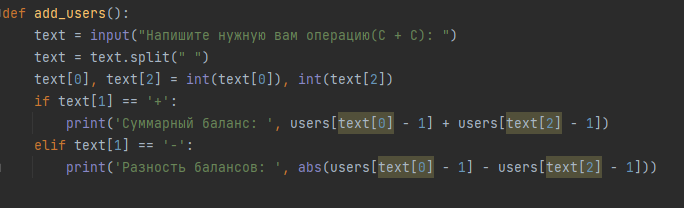 def add_users():
    text = input("Напишите нужную вам операцию(C + C): ")
    text = text.split(" ")
    text[0], text[2] = int(text[0]), int(text[2])
    if text[1] == '+':
        print('Суммарный баланс: ', users[text[0] - 1] + users[text[2] - 1])
    elif text[1] == '-':
        print('Разность балансов: ', abs(users[text[0] - 1] - users[text[2] - 1]))